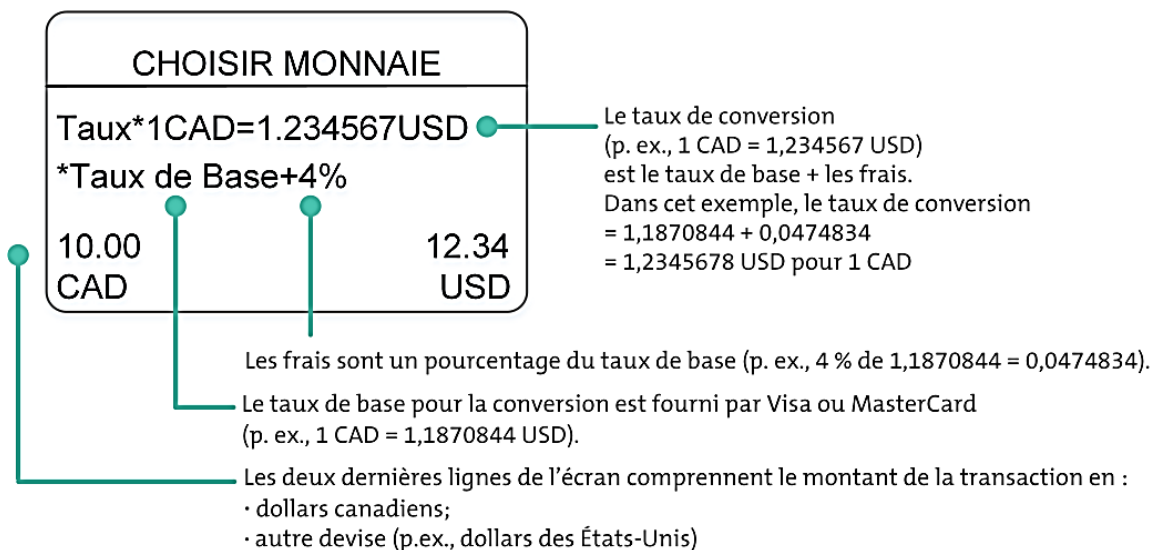 CHOISIR MONNAIE
Taux*1CAD=1.234567USD
*Taux de Base+4%
10.00 12.34
CAD USD
Le taux de conversion
(p. ex., 1 CAD = 1,234567 USD)
est le taux de base + les frais.
Dans cet exemple, le taux de conversion
= 1,1870844 + 0,0474834
= 1,2345678 USD pour 1 CAD
Les frais sont un pourcentage du taux de base (p. ex., 4 % de 1,1870844 = 0,0474834).
Le taux de base pour la conversion est fourni par Visa ou MasterCard
(p. ex., 1 CAD = 1,1870844 USD).
Les deux dernières lignes de l’écran comprennent le montant de la transaction en :
· dollars canadiens;
· autre devise (p.ex., dollars des États-Unis)